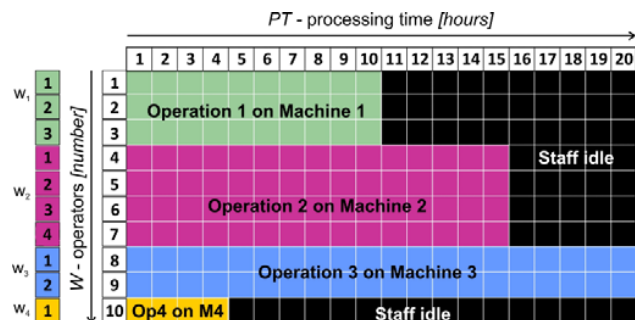 PT - processing time [hours]
1 2 3 4 5 6 7 8 9 10 11 12 13 14 15 16 17 18 19 20
W - operators [number]
w1 1 1
2 2 Operation 1 on Machine 1
3 3
w2 1 4 Staff idle
2 5
3 6 Operation 2 on Machine 2
4 7
w3 1 8 Operation 3 on Machine 3
2 9
w4 1 10 Op4 on M4 Staff idle